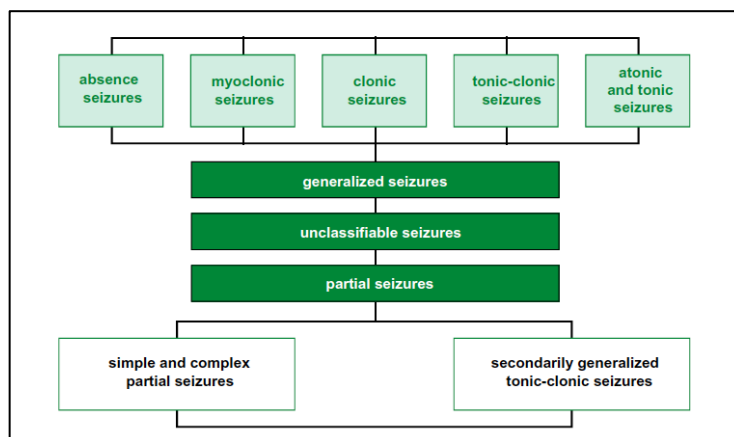 absence
seizures
myoclonic
seizures
clonic
seizures
tonic-clonic
seizures
atonic
and tonic
seizures
generalized seizures
unclassifiable seizures
partial seizures
simple and complex
partial seizures
secondarily generalized
tonic-clonic seizures